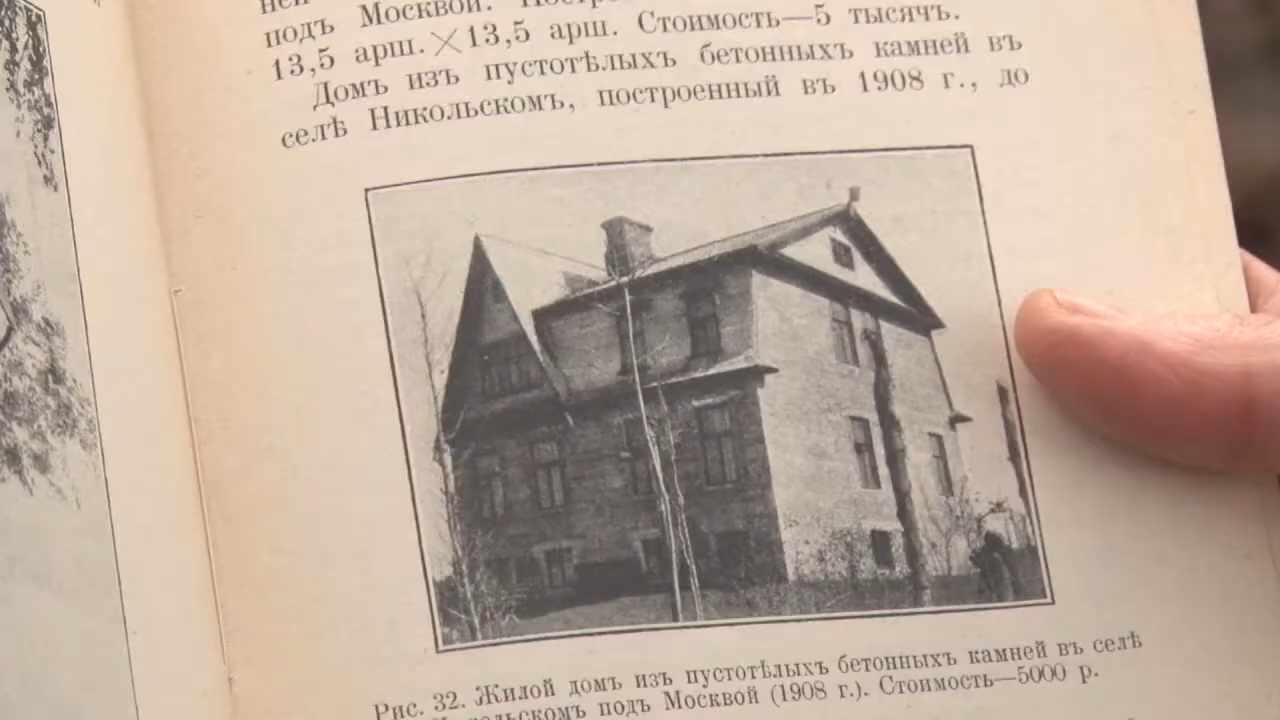 подъ Москвой.
13,5 арш.×13,5 арш. Стоимость—5 тысячъ.
Домъ изъ пустотѣлыхъ бетонныхъ камней въ
селѣ Никольскомъ, построенный въ 1908 г., до
Рис. 32. Жилой домъ изъ пустотѣлыхъ бетонныхъ камней въ селѣ
подъ Москвой (1908 г.). Стоимость—5000 р.